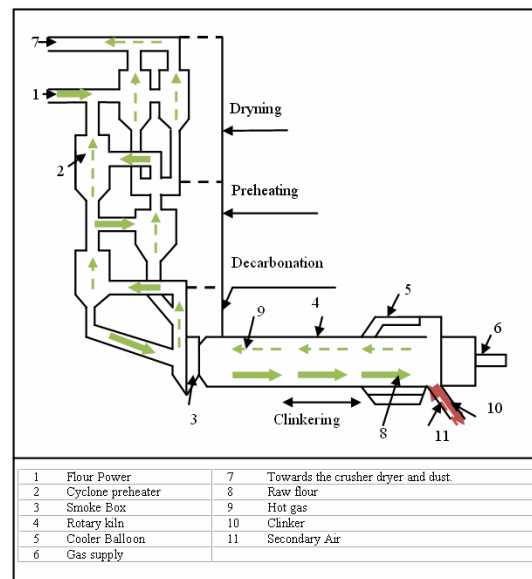 7
1
Dryning
2
Preheating
Decarbonation
9
4
5
6
3
Clinkering
8
11
10
1 Flour Power 7 Towards the crusher dryer and dust.
2 Cyclone preheater 8 Raw flour
3 Smoke Box 9 Hot gas
4 Rotary kiln 10 Clinker
5 Cooler Balloon 11 Secondary Air
6 Gas supply